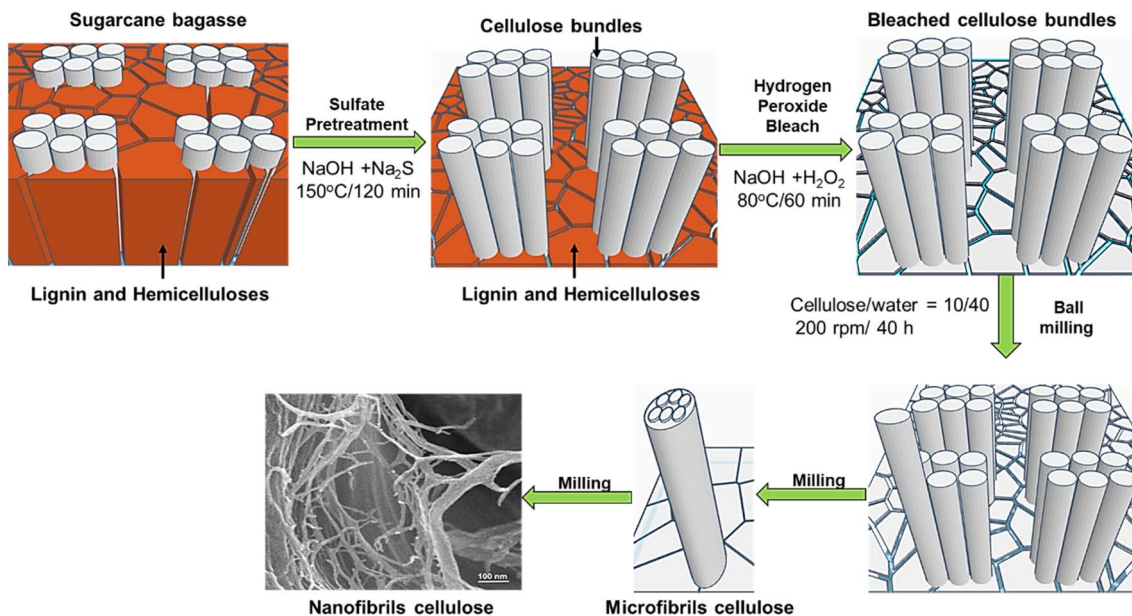 Sugarcane bagasse
Cellulose bundles
Bleached cellulose bundles
Sulfate
Pretreatment
NaOH +Na₂S
150°C/120 min
Hydrogen
Peroxide
Bleach
NaOH +H₂O₂
80°C/60 min
Lignin and Hemicelluloses
Lignin and Hemicelluloses
Cellulose/water = 10/40
200 rpm/ 40 h
Ball
milling
Milling
Milling
100 nm
Nanofibrils cellulose
Microfibrils cellulose